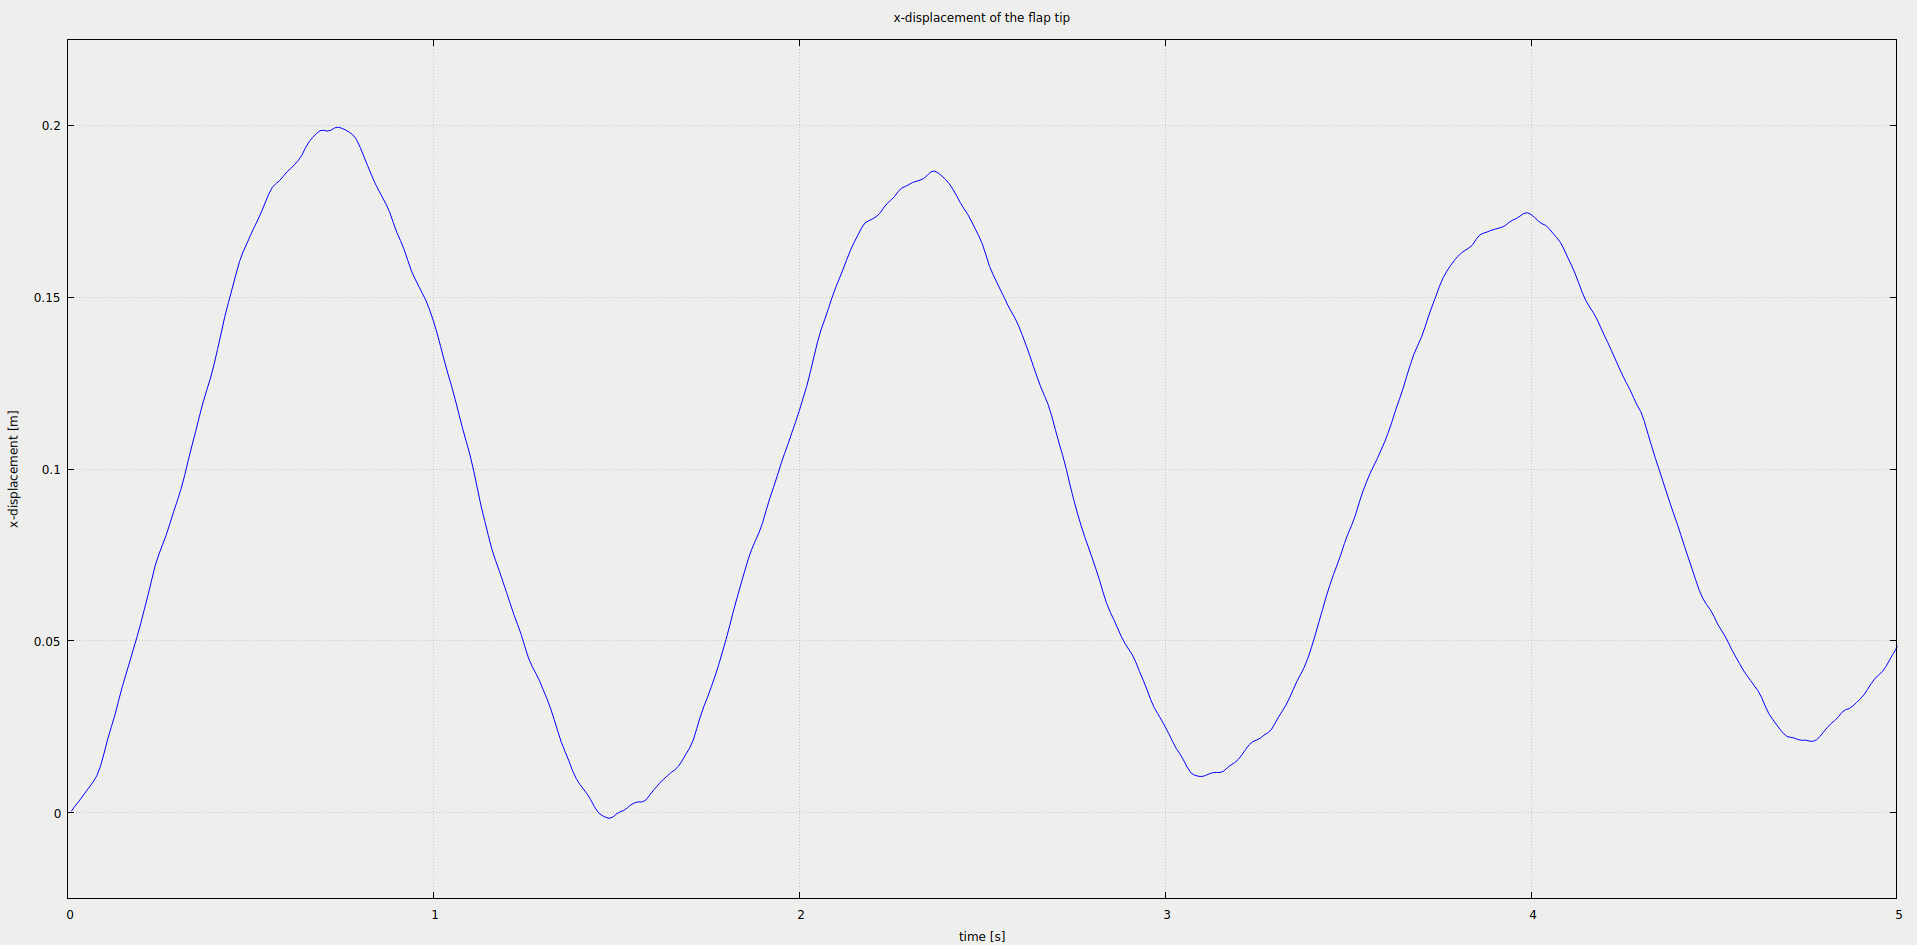 x-displacement of the flap tip
0.2
0.15
0.1
0.05
0
x-displacement [m]
0 1 2 3 4 5
time [s]